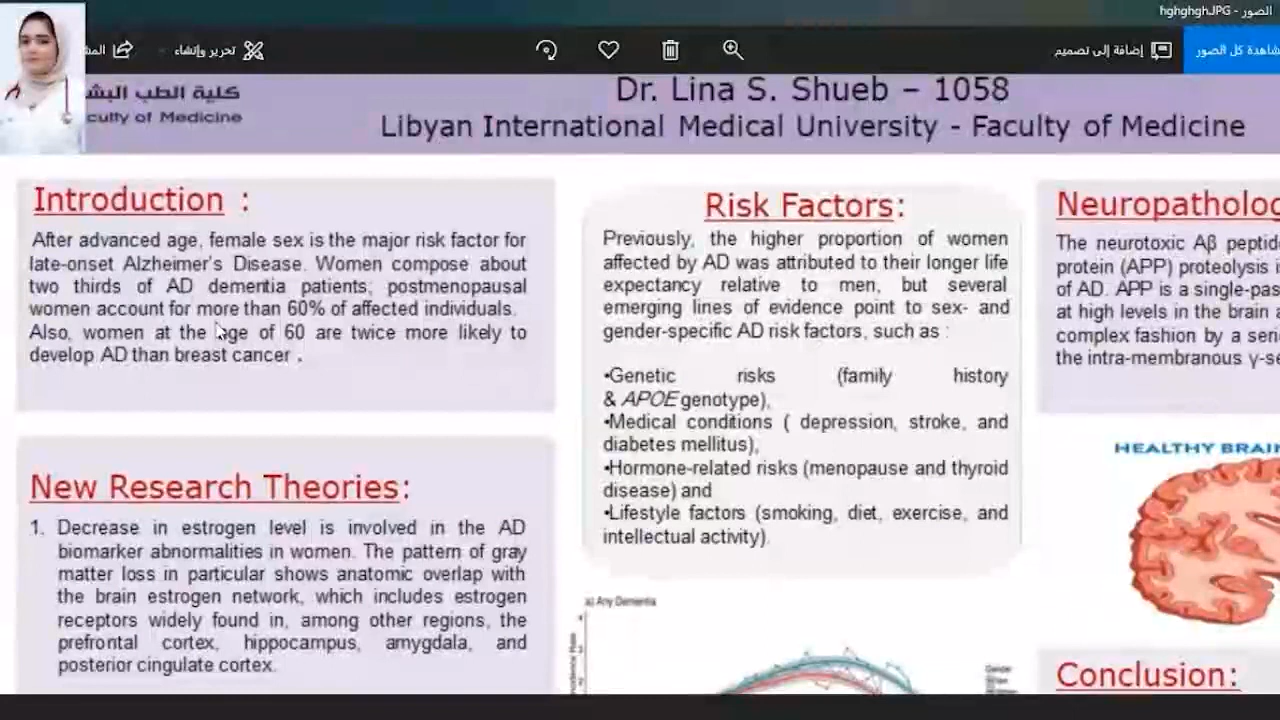 الصور - hghghgh.JPG
مشاهدة كل الصور
إضافة إلى تصميم
تحرير وإنشاء
المش
كلية الطب البش
culty of Medicine
Dr. Lina S. Shueb – 1058
Libyan International Medical University - Faculty of Medicine
Introduction :
After advanced age, female sex is the major risk factor for
late-onset Alzheimer's Disease. Women compose about
two thirds of AD dementia patients; postmenopausal
women account for more than 60% of affected individuals.
Also, women at the age of 60 are twice more likely to
develop AD than breast cancer .
New Research Theories:
1. Decrease in estrogen level is involved in the AD
biomarker abnormalities in women. The pattern of gray
matter loss in particular shows anatomic overlap with
the brain estrogen network, which includes estrogen
receptors widely found in, among other regions, the
prefrontal cortex, hippocampus, amygdala, and
posterior cingulate cortex.
Risk Factors:
Previously, the higher proportion of women
affected by AD was attributed to their longer life
expectancy relative to men, but several
emerging lines of evidence point to sex- and
gender-specific AD risk factors, such as :
•Genetic risks (family history
& APOE genotype),
•Medical conditions ( depression, stroke, and
diabetes mellitus),
•Hormone-related risks (menopause and thyroid
disease) and
•Lifestyle factors (smoking, diet, exercise, and
intellectual activity).
a) Any Dementia
Neuropatholog
The neurotoxic Aβ peptid
protein (APP) proteolysis i
of AD. APP is a single-pas
at high levels in the brain a
complex fashion by a seri
the intra-membranous γ-se
HEALTHY BRAIN
Conclusion: